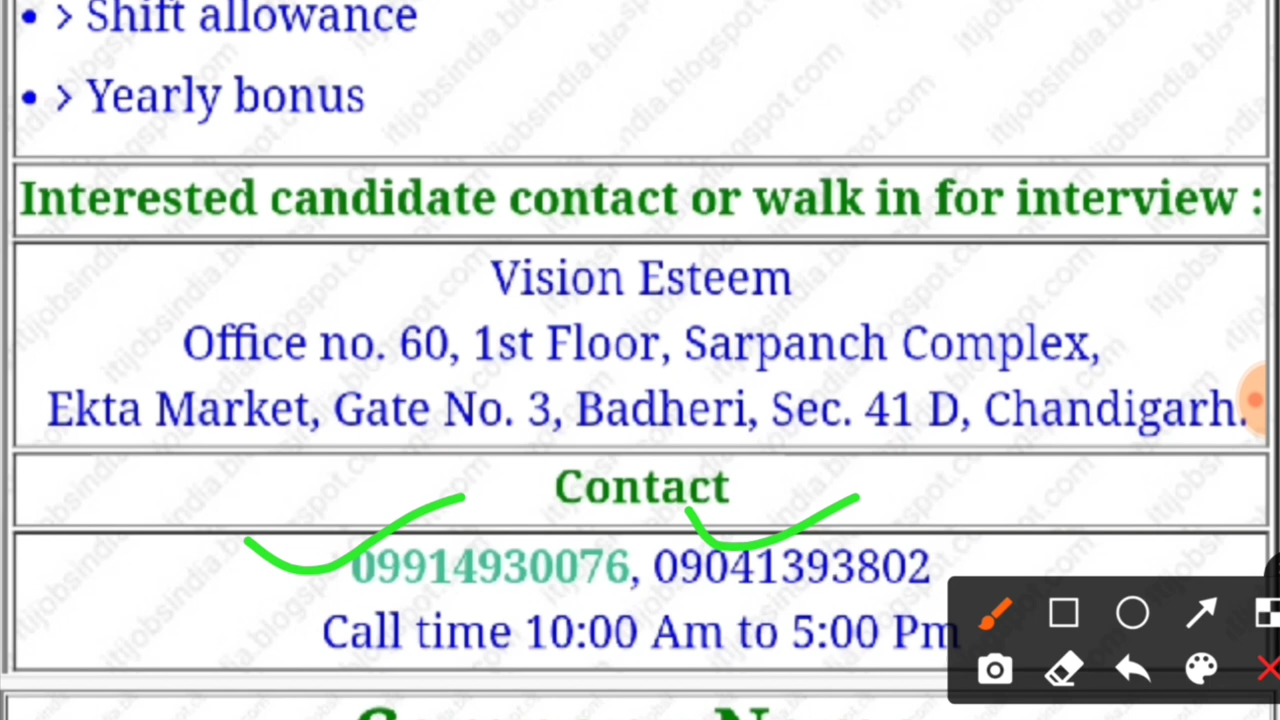 • > Shift allowance
• > Yearly bonus
Interested candidate contact or walk in for interview :
Vision Esteem
Office no. 60, 1st Floor, Sarpanch Complex,
Ekta Market, Gate No. 3, Badheri, Sec. 41 D, Chandigarh.
Contact
09914930076, 09041393802
Call time 10:00 Am to 5:00 Pm